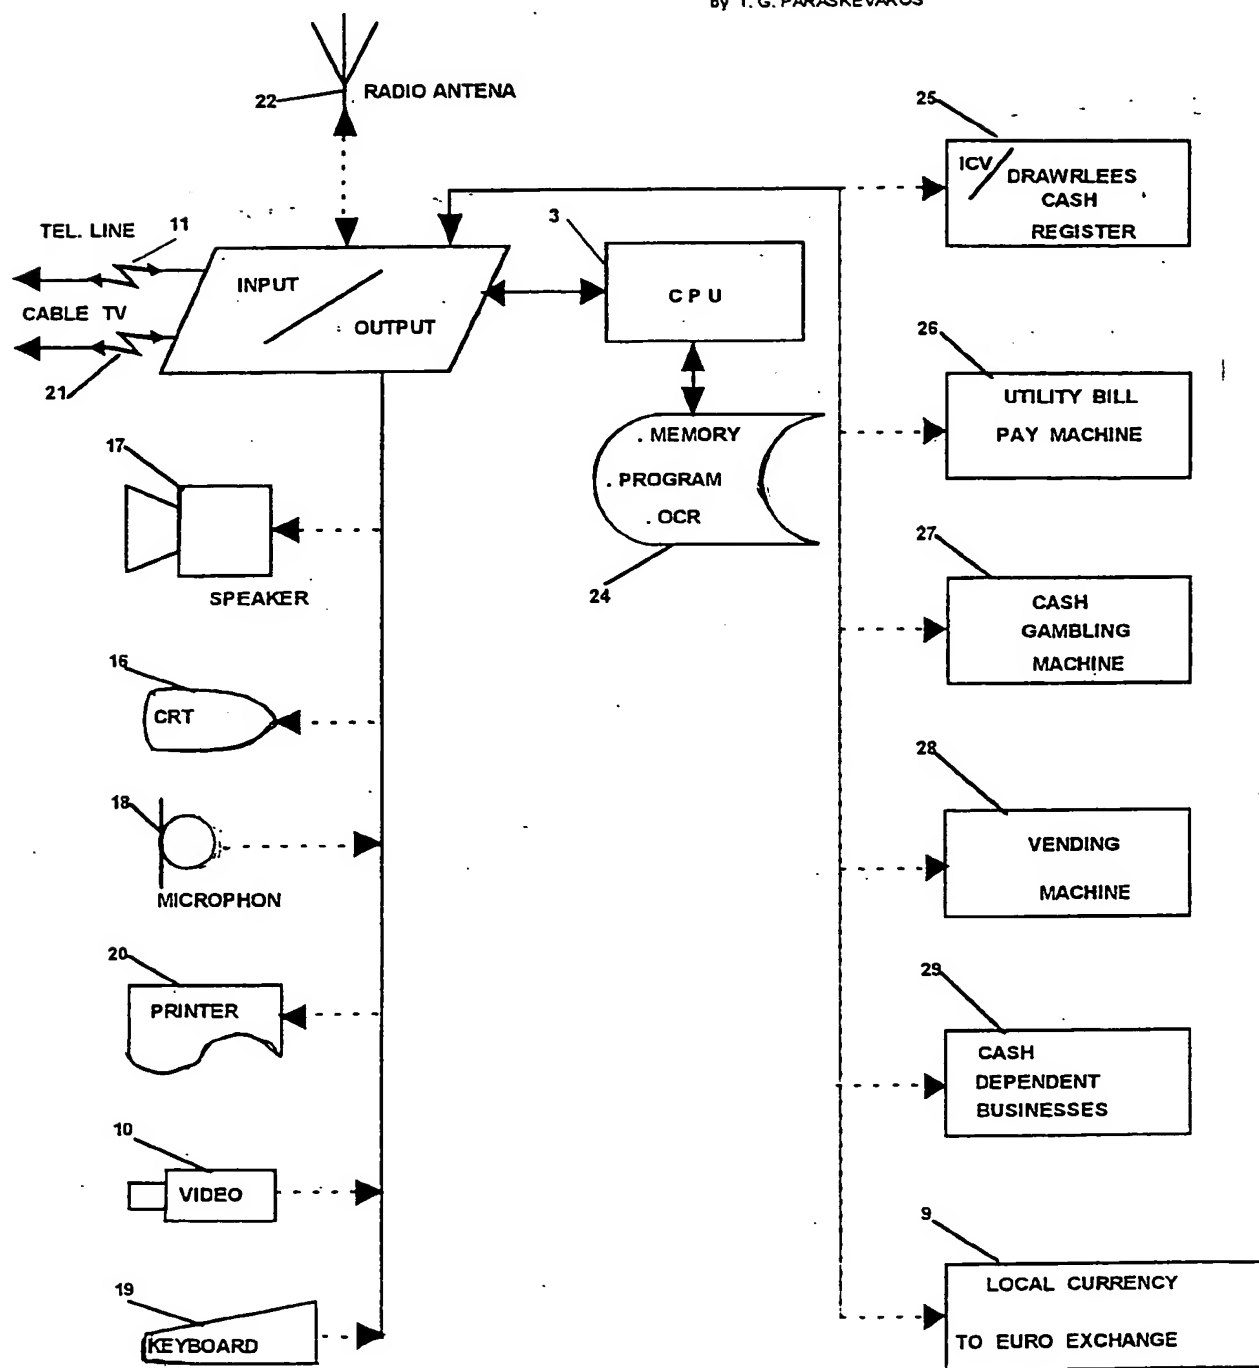 by T. G. PARASKEVAKOS
22
RADIO ANTENA
25
ICV
DRAWRLEES
CASH
REGISTER
TEL. LINE
11
3
INPUT
OUTPUT
C P U
CABLE TV
21
26
UTILITY BILL
PAY MACHINE
. MEMORY
. PROGRAM
. OCR
24
17
SPEAKER
27
CASH
GAMBLING
MACHINE
16
CRT
28
VENDING
MACHINE
18
MICROPHON
20
PRINTER
29
CASH
DEPENDENT
BUSINESSES
10
VIDEO
9
LOCAL CURRENCY
TO EURO EXCHANGE
19
KEYBOARD